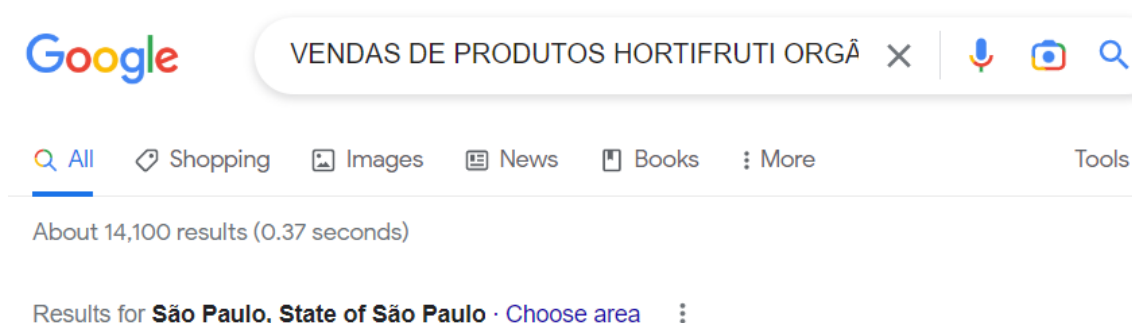 Google VENDAS DE PRODUTOS HORTIFRUTI ORGÂ
All Shopping Images News Books More Tools
About 14,100 results (0.37 seconds)
Results for São Paulo, State of São Paulo · Choose area